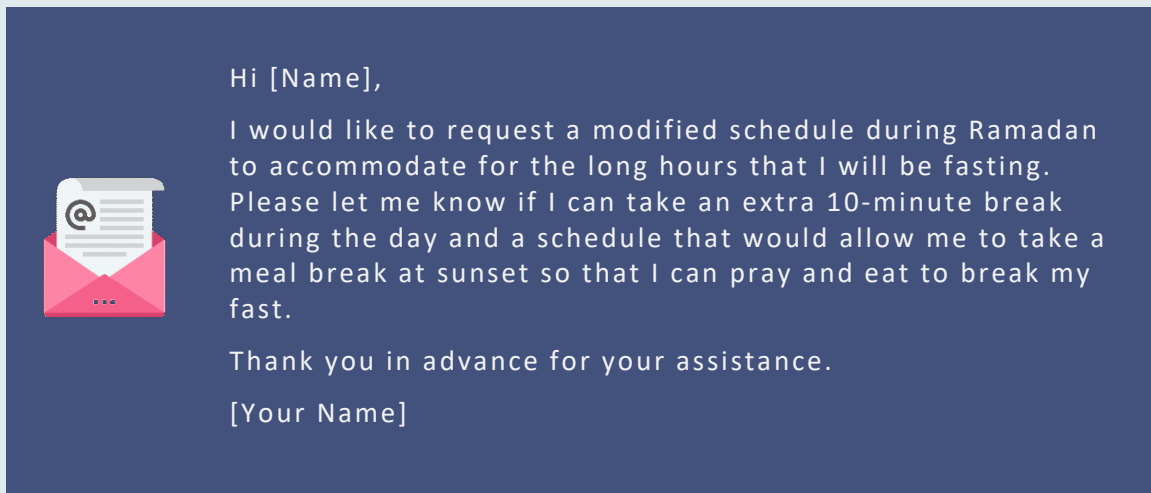 Hi [Name],
I would like to request a modified schedule during Ramadan
to accommodate for the long hours that I will be fasting.
Please let me know if I can take an extra 10-minute break
during the day and a schedule that would allow me to take a
meal break at sunset so that I can pray and eat to break my
fast.
Thank you in advance for your assistance.
[Your Name]
@